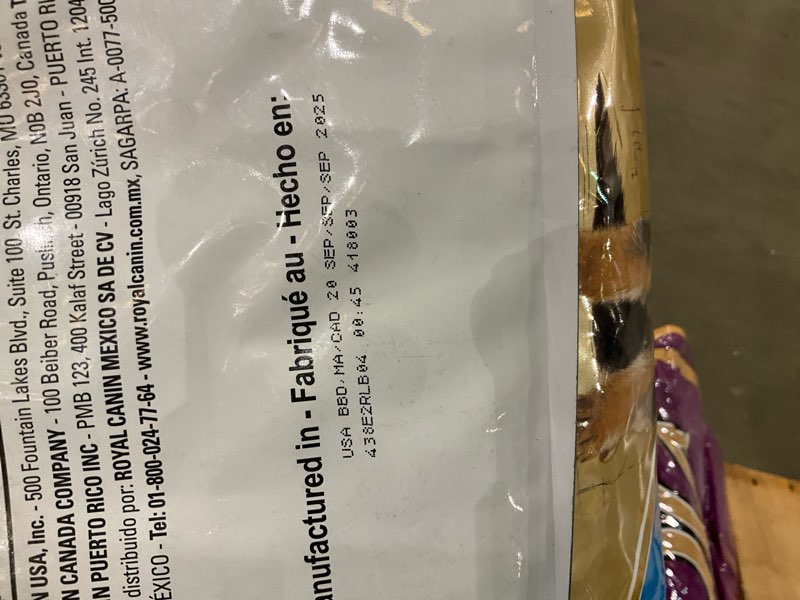 N USA, Inc. - 500 Fountain Lakes Blvd., Suite 100 St. Charles, MO
N CANADA COMPANY - 100 Beiber Road, Ontario, N0B 2J0, Canada
N PUERTO RICO INC - PMB 123, 400 Kalaf Street - 00918 San Juan - PUERTO RI
distribuido por: ROYAL CANIN MEXICO SA DE CV - Lago Zürich No. 245 Int. 1204
ÉXICO - Tel: 01-800-024-77-64 - www.royalcanin.com.mx, SAGARPA: A-0077-500
anufactured in - Fabriqué au - Hecho en:
USA BBD/MA/CAD 20 SEP/SEP/SEP 2025
438E2RLB04 00:45 418003